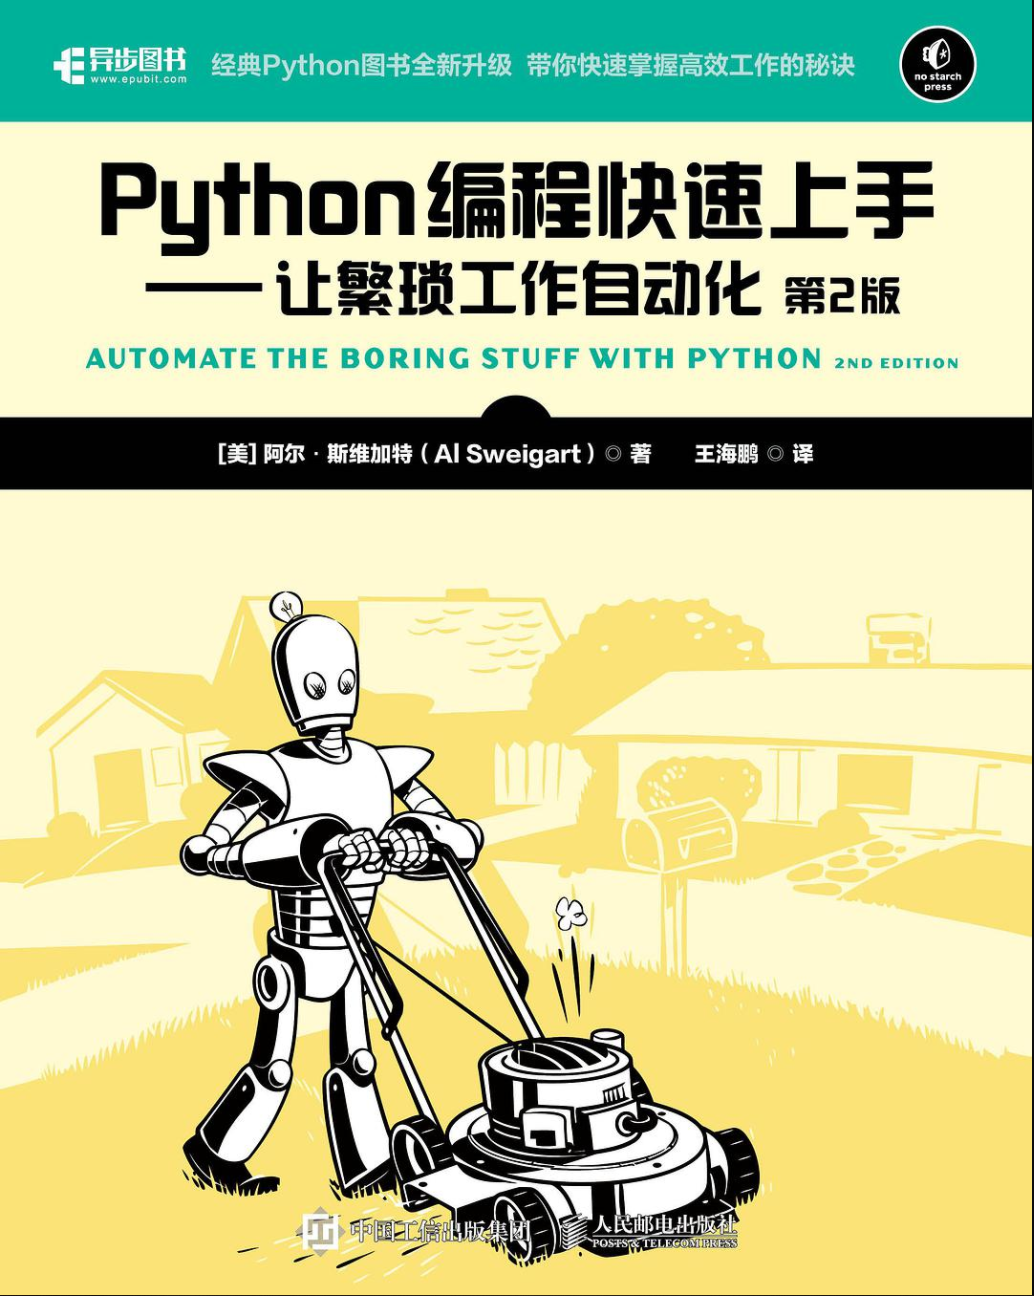 异步图书
www.epubit.com
经典Python图书全新升级 带你快速掌握高效工作的秘诀
no starch
press
Python编程快速上手
——让繁琐工作自动化 第2版
AUTOMATE THE BORING STUFF WITH PYTHON 2ND EDITION
[美] 阿尔·斯维加特（Al Sweigart）◎ 著 王海鹏 ◎ 译
中国工信出版集团
人民邮电出版社
POSTS & TELECOM PRESS